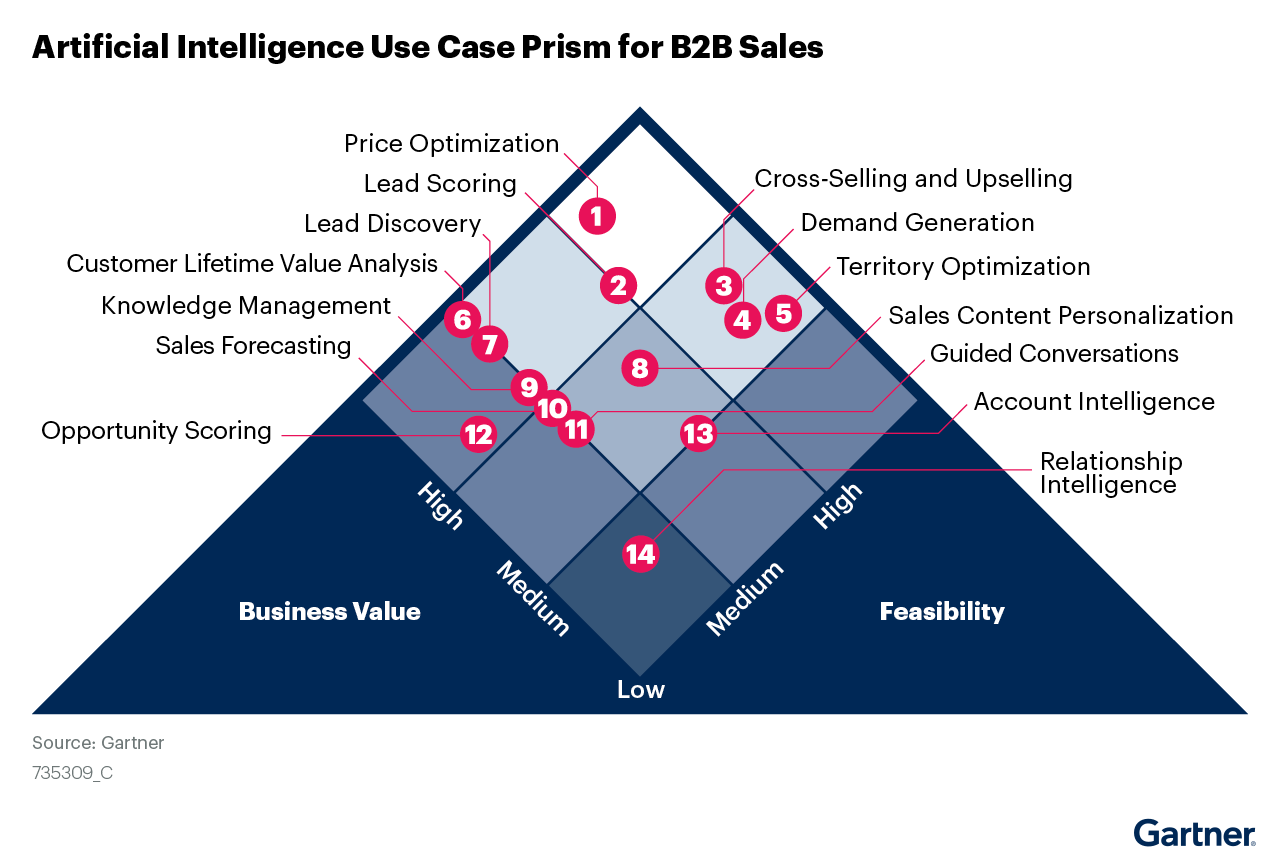 Artificial Intelligence Use Case Prism for B2B Sales
Price Optimization
Lead Scoring
Lead Discovery
Customer Lifetime Value Analysis
Knowledge Management
Sales Forecasting
Opportunity Scoring
Cross-Selling and Upselling
Demand Generation
Territory Optimization
Sales Content Personalization
Guided Conversations
Account Intelligence
Relationship
Intelligence
1
2
3
4
5
6
7
8
9
10
11
12
13
14
High
Medium
Low
Medium
High
Business Value
Feasibility
Source: Gartner
735309_C
Gartner®